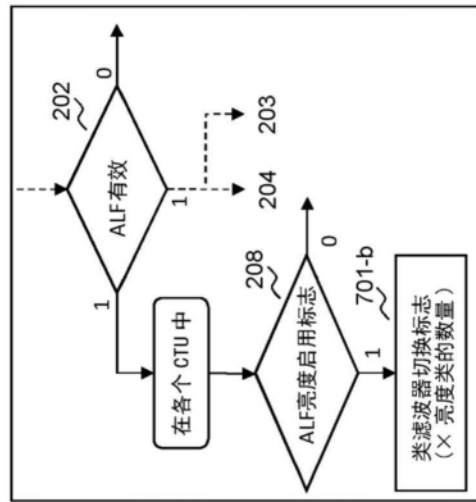 202
ALF有效
0
1
1
203
204
在各个 CTU 中
208
ALF亮度启用标志
0
1
701-b
类滤波器切换标志
(× 亮度类的数量)